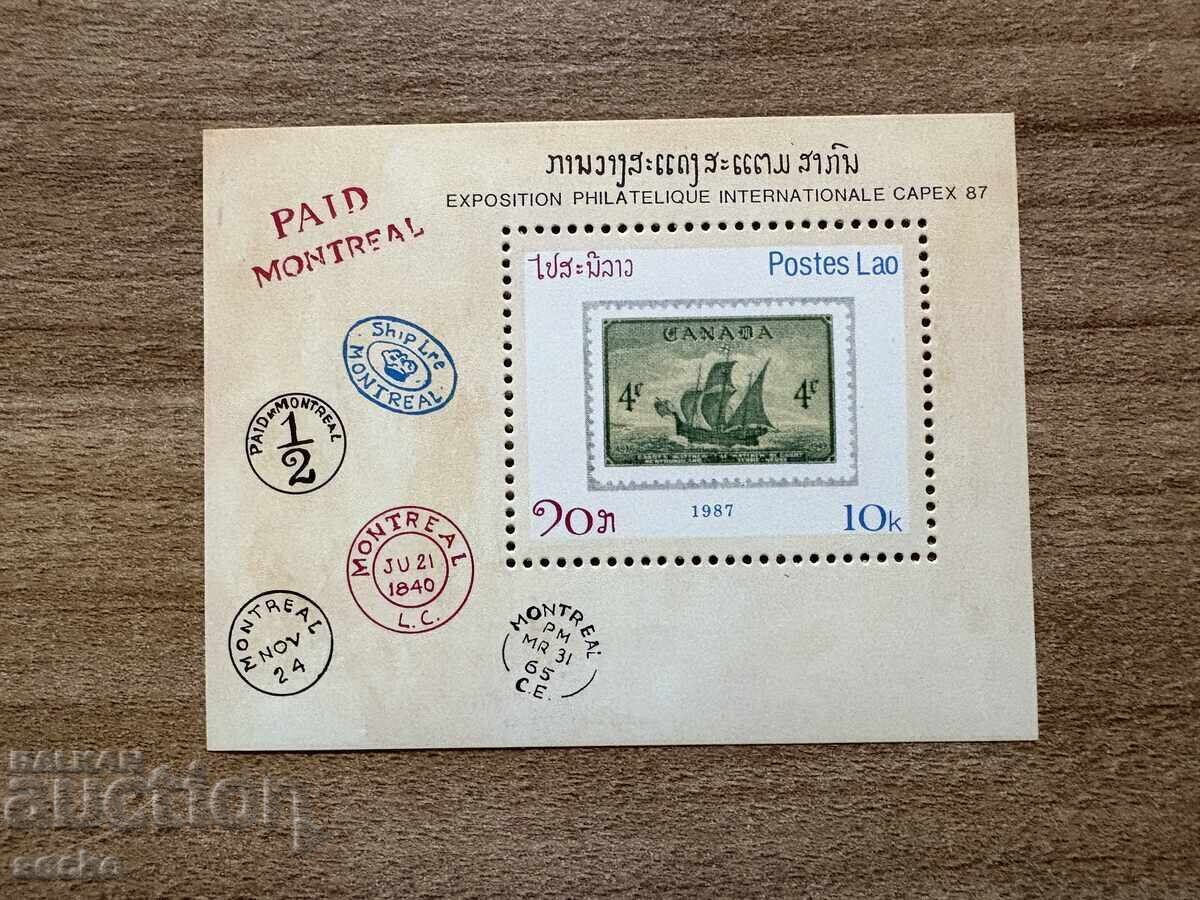 ການວາງສະແດງສະແຕມ ສາກົນ
EXPOSITION PHILATELIQUE INTERNATIONALE CAPEX 87
PAID
MONTREAL
Ship Lre
MONTREAL
PAID MONTREAL
1/2
MONTREAL
JU 21
1840
L.C.
MONTREAL
NOV
24
MONTREAL
PM
MR 31
65
C.E.
ໄປສະນີລາວ Postes Lao
CANADA
4c 4c
໑໐ກ 1987 10k
BALKAN
auction
socho